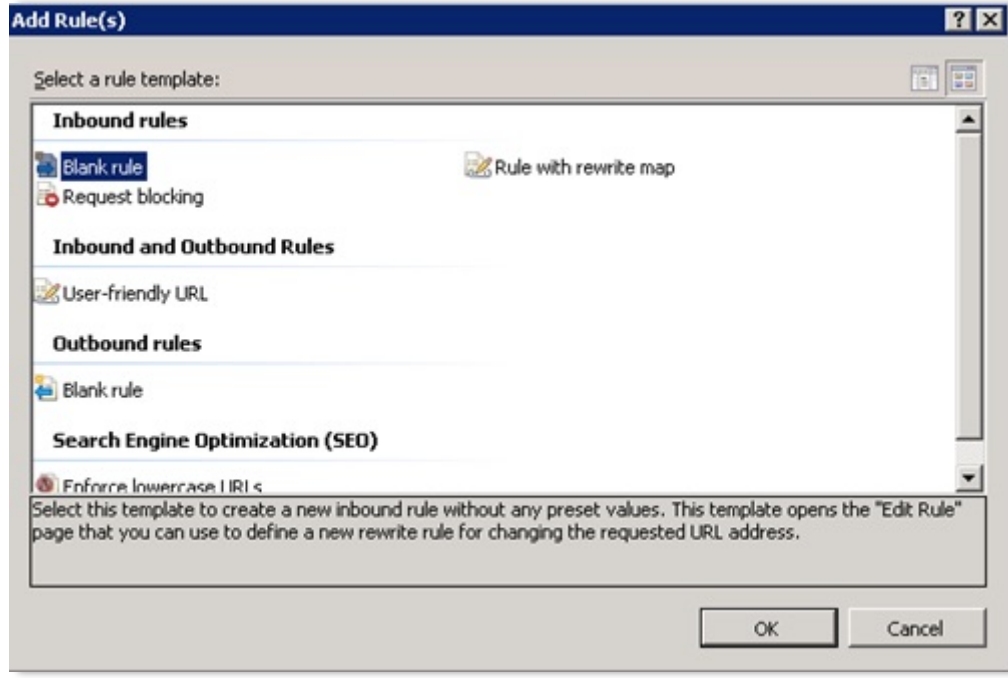 Add Rule(s)
Select a rule template:
Inbound rules
Blank rule
Rule with rewrite map
Request blocking
Inbound and Outbound Rules
User-friendly URL
Outbound rules
Blank rule
Search Engine Optimization (SEO)
Enforce lowercase URLs
Select this template to create a new inbound rule without any preset values. This template opens the "Edit Rule"
page that you can use to define a new rewrite rule for changing the requested URL address.
OK
Cancel